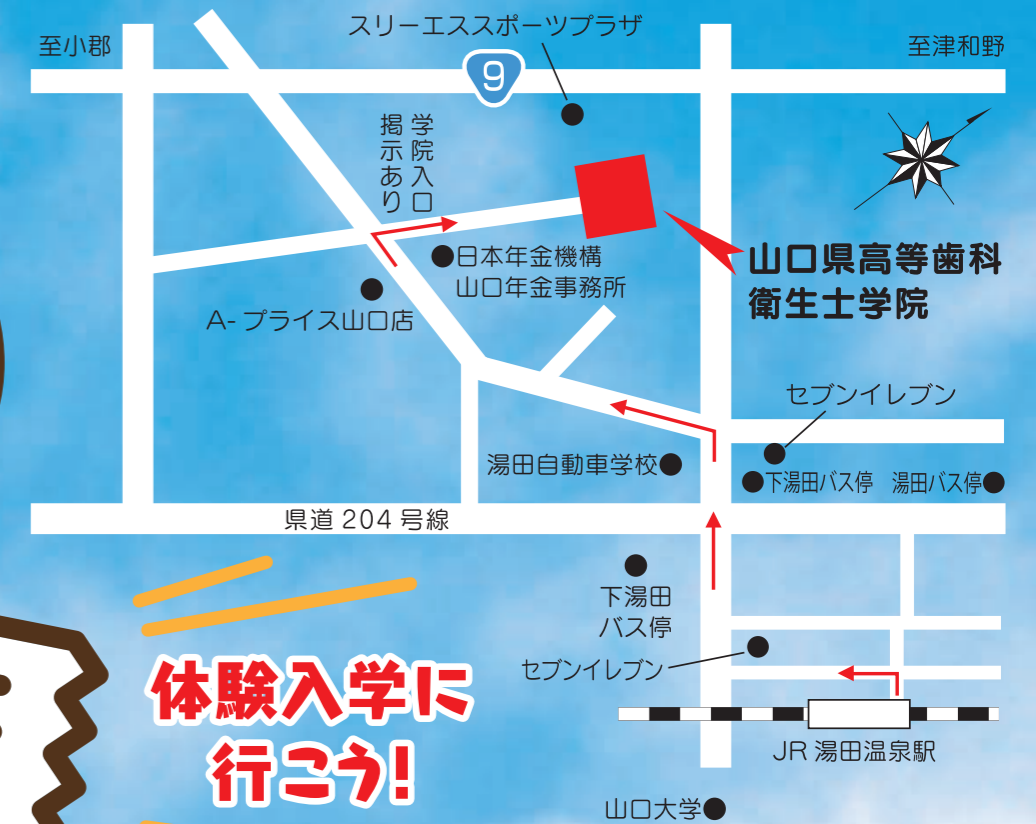 スリーエススポーツプラザ
至小郡
至津和野
9
学院入口
掲示あり
日本年金機構
山口年金事務所
山口県高等歯科
衛生士学院
A-プライス山口店
セブンイレブン
湯田自動車学校
下湯田バス停
湯田バス停
県道204号線
下湯田
バス停
セブンイレブン
体験入学に
行こう!
JR 湯田温泉駅
山口大学